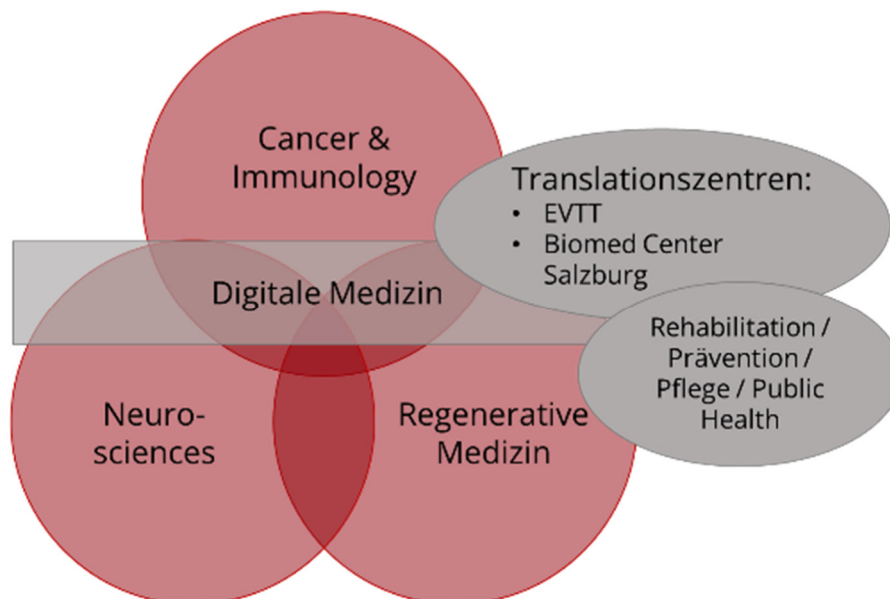 Cancer &
Immunology
Translationszentren:
• EVTT
• Biomed Center
Salzburg
Digitale Medizin
Rehabilitation /
Prävention /
Pflege / Public
Health
Neuro-
sciences
Regenerative
Medizin